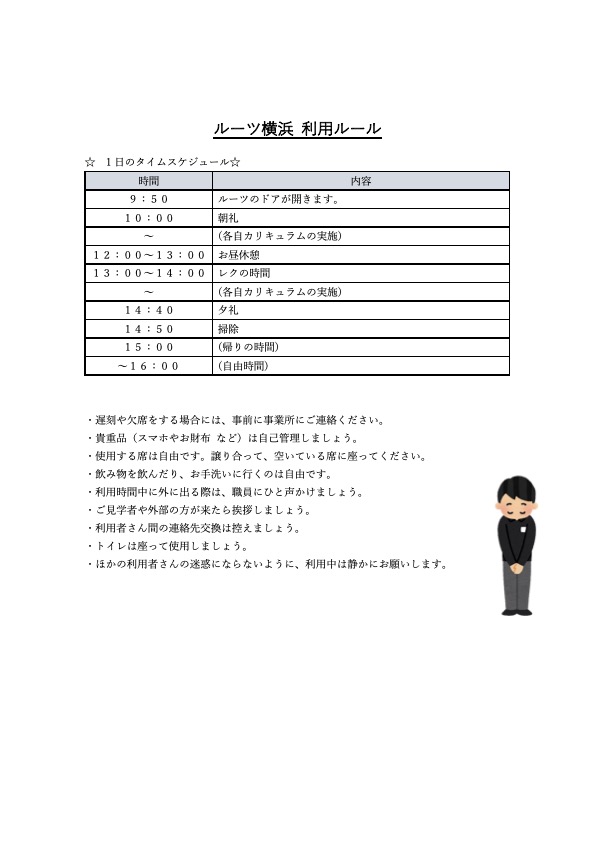 ルーツ横浜 利用ルール
☆ １日のタイムスケジュール☆
時間 内容
９：５０ ルーツのドアが開きます。
１０：００ 朝礼
～ (各自カリキュラムの実施)
１２：００～１３：００ お昼休憩
１３：００～１４：００ レクの時間
～ (各自カリキュラムの実施)
１４：４０ 夕礼
１４：５０ 掃除
１５：００ (帰りの時間)
～１６：００ (自由時間)
・遅刻や欠席をする場合には、事前に事業所にご連絡ください。
・貴重品（スマホやお財布 など）は自己管理しましょう。
・使用する席は自由です。譲り合って、空いている席に座ってください。
・飲み物を飲んだり、お手洗いに行くのは自由です。
・利用時間中に外に出る際は、職員にひと声かけましょう。
・ご見学者や外部の方が来たら挨拶しましょう。
・利用者さん間の連絡先交換は控えましょう。
・トイレは座って使用しましょう。
・ほかの利用者さんの迷惑にならないように、利用中は静かにお願いします。